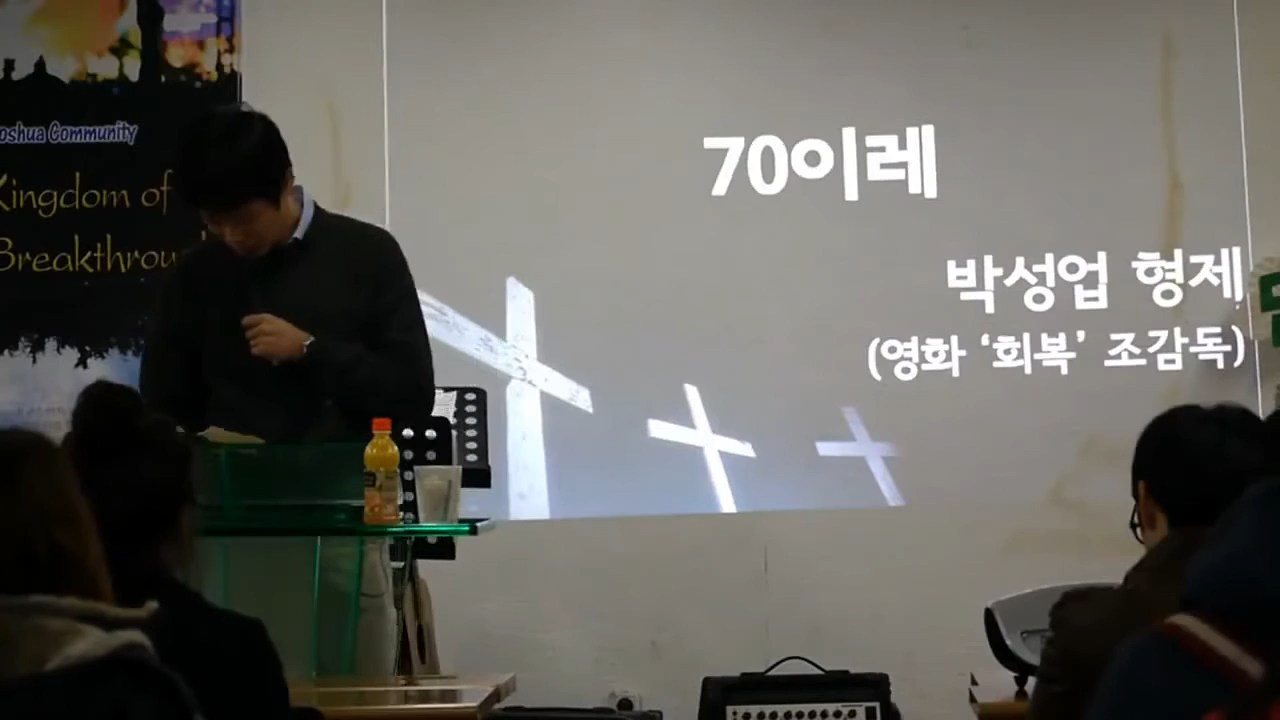 oshua Community
Kingdom of
Breakthrou
70이레
박성업 형제
(영화 ‘회복’ 조감독)